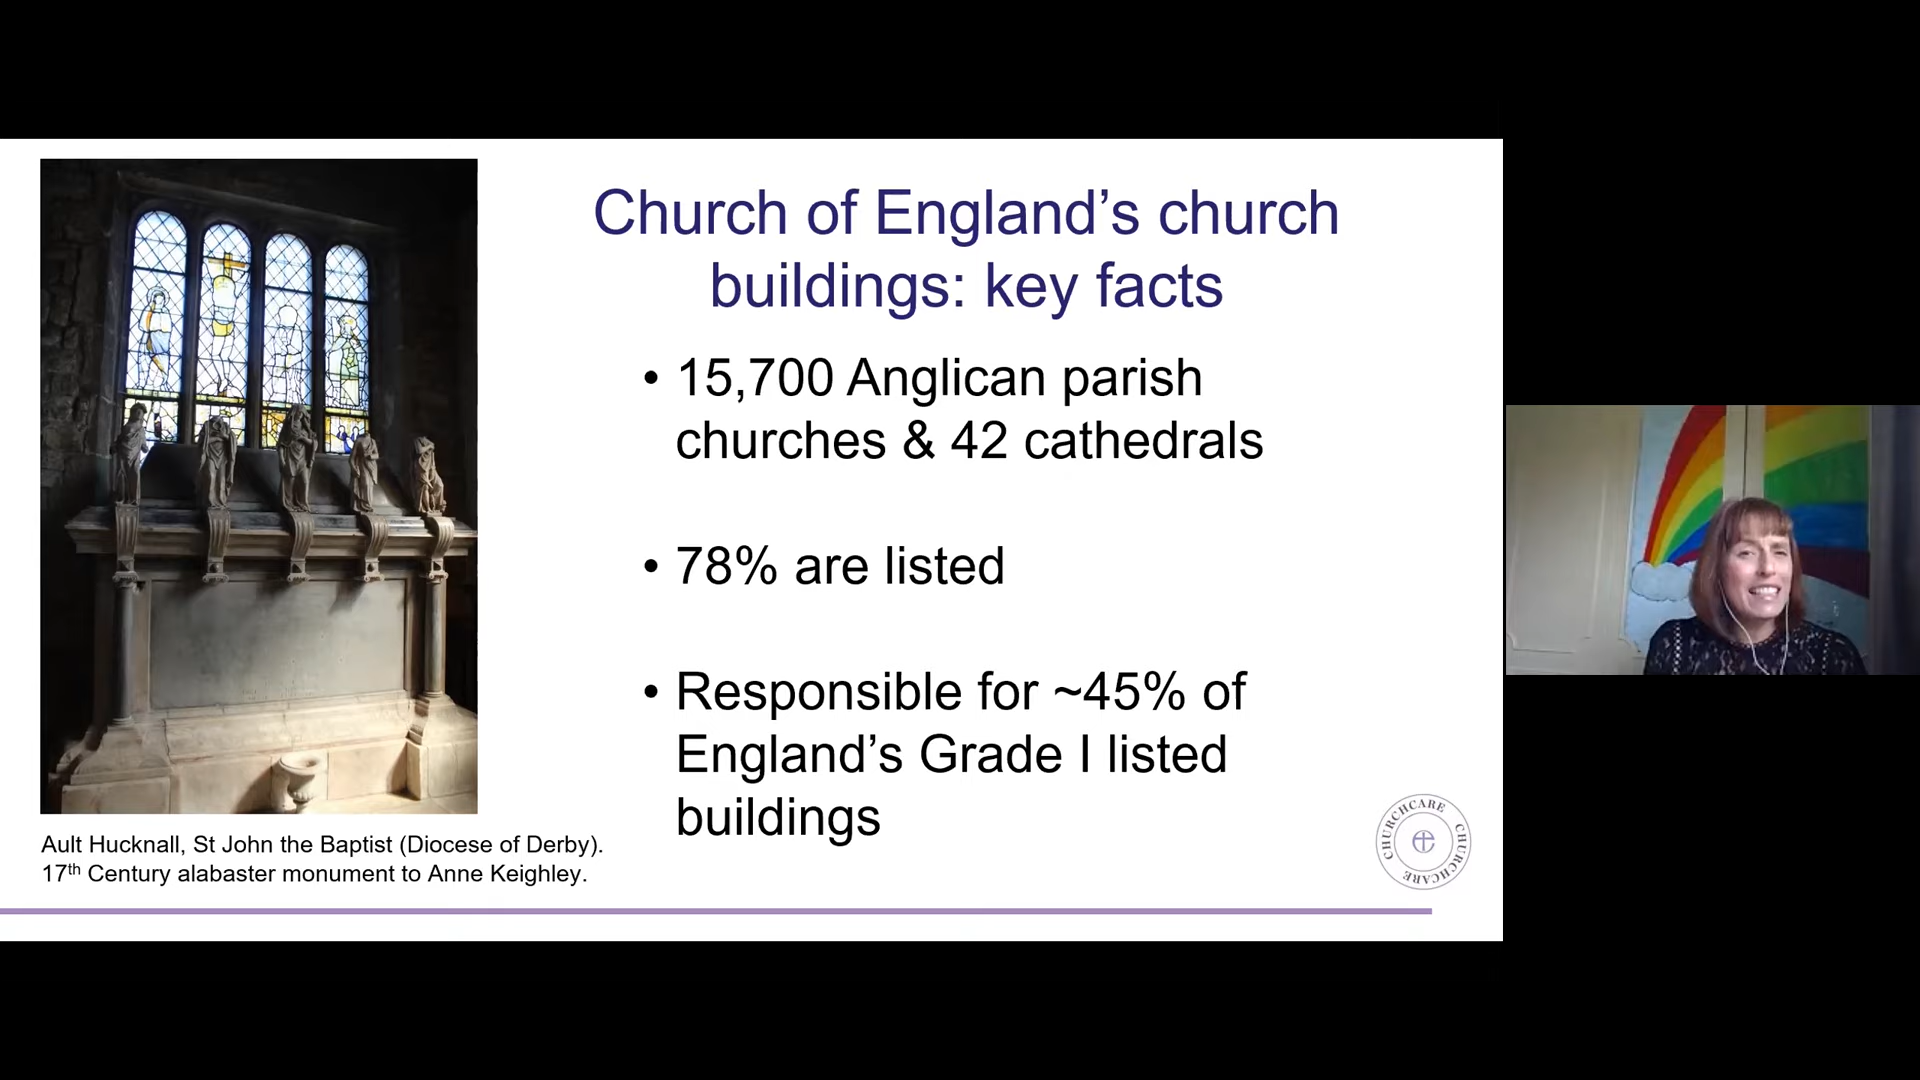 Church of England’s church
buildings: key facts
• 15,700 Anglican parish
churches & 42 cathedrals
• 78% are listed
• Responsible for ~45% of
England’s Grade I listed
buildings
Ault Hucknall, St John the Baptist (Diocese of Derby).
17th Century alabaster monument to Anne Keighley.
CHURCHCARE CHURCHCARE CHURCHCARE